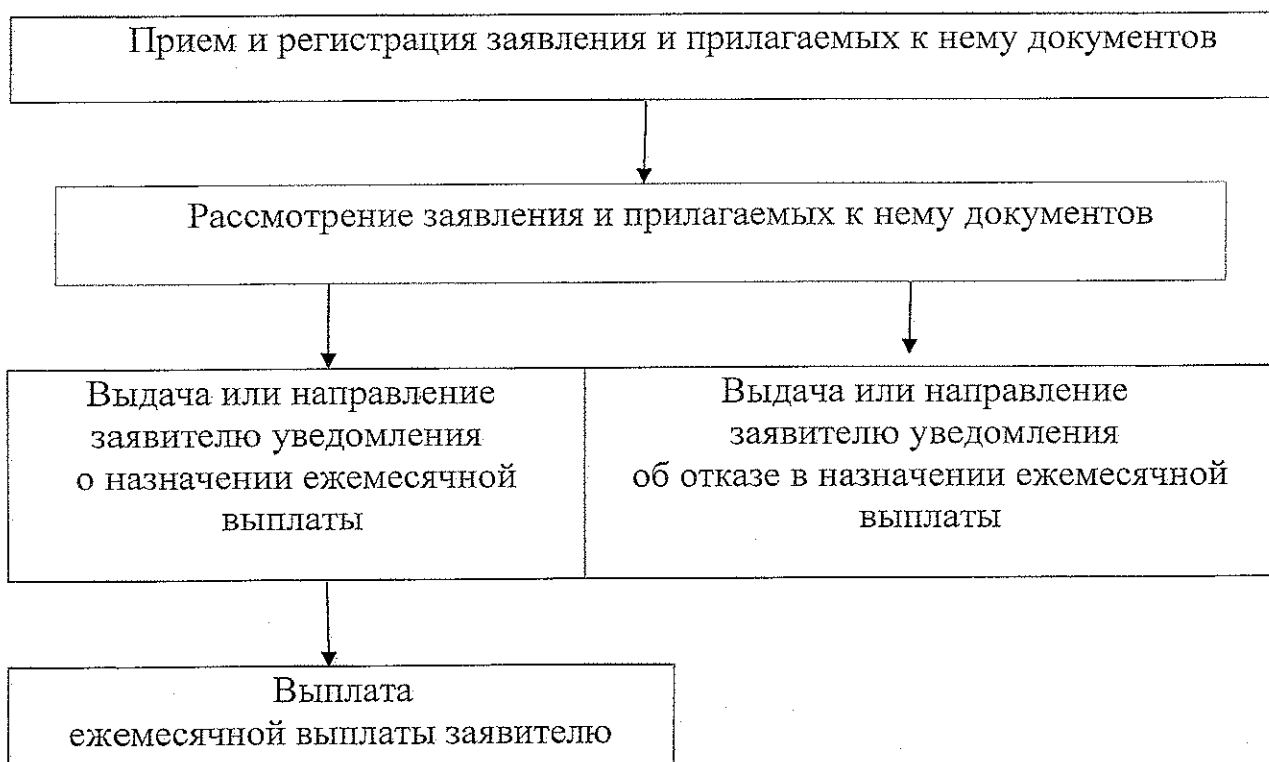 Прием и регистрация заявления и прилагаемых к нему документов
Рассмотрение заявления и прилагаемых к нему документов
Выдача или направление
заявителю уведомления
о назначении ежемесячной
выплаты
Выдача или направление
заявителю уведомления
об отказе в назначении ежемесячной
выплаты
Выплата
ежемесячной выплаты заявителю